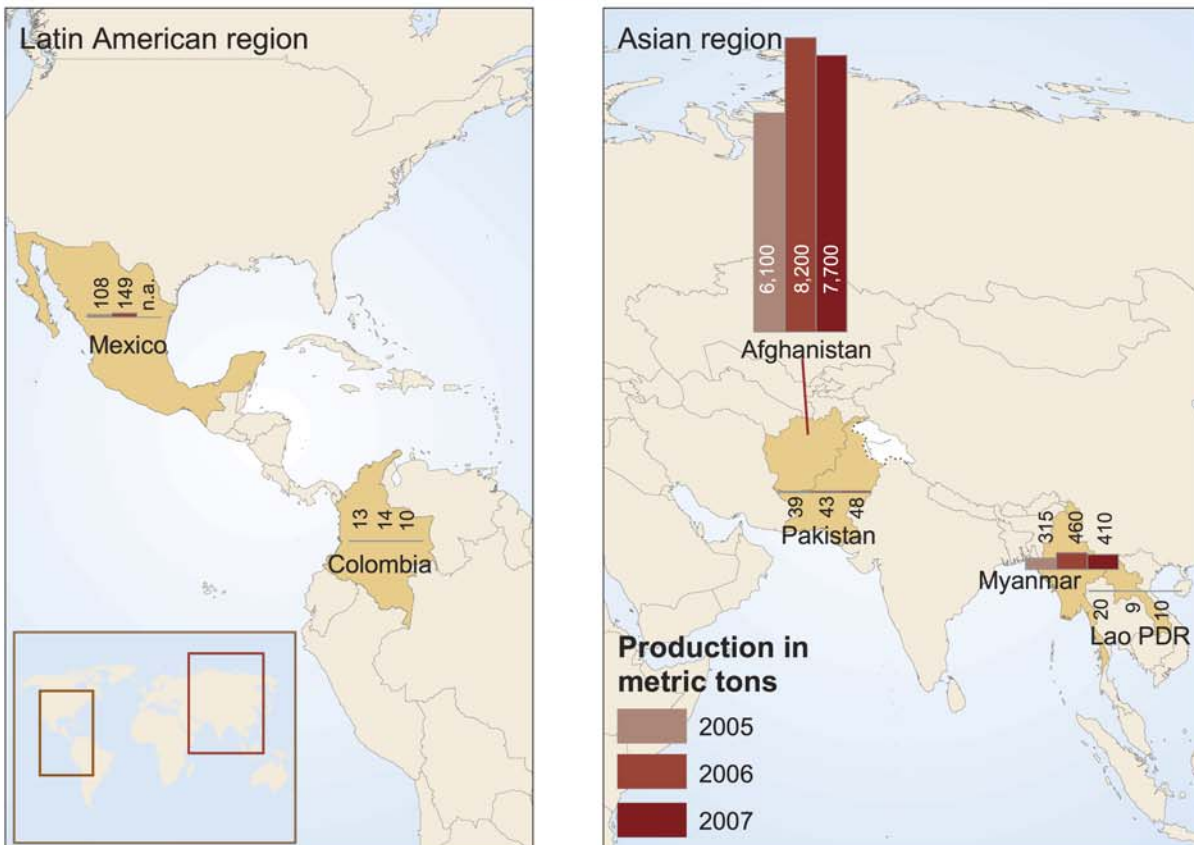 Latin American region
108
149
n.a.
Mexico
13
14
10
Colombia
Asian region
6,100
8,200
7,700
Afghanistan
39
43
48
Pakistan
315
460
410
Myanmar
20
9
10
Lao PDR
Production in
metric tons
2005
2006
2007